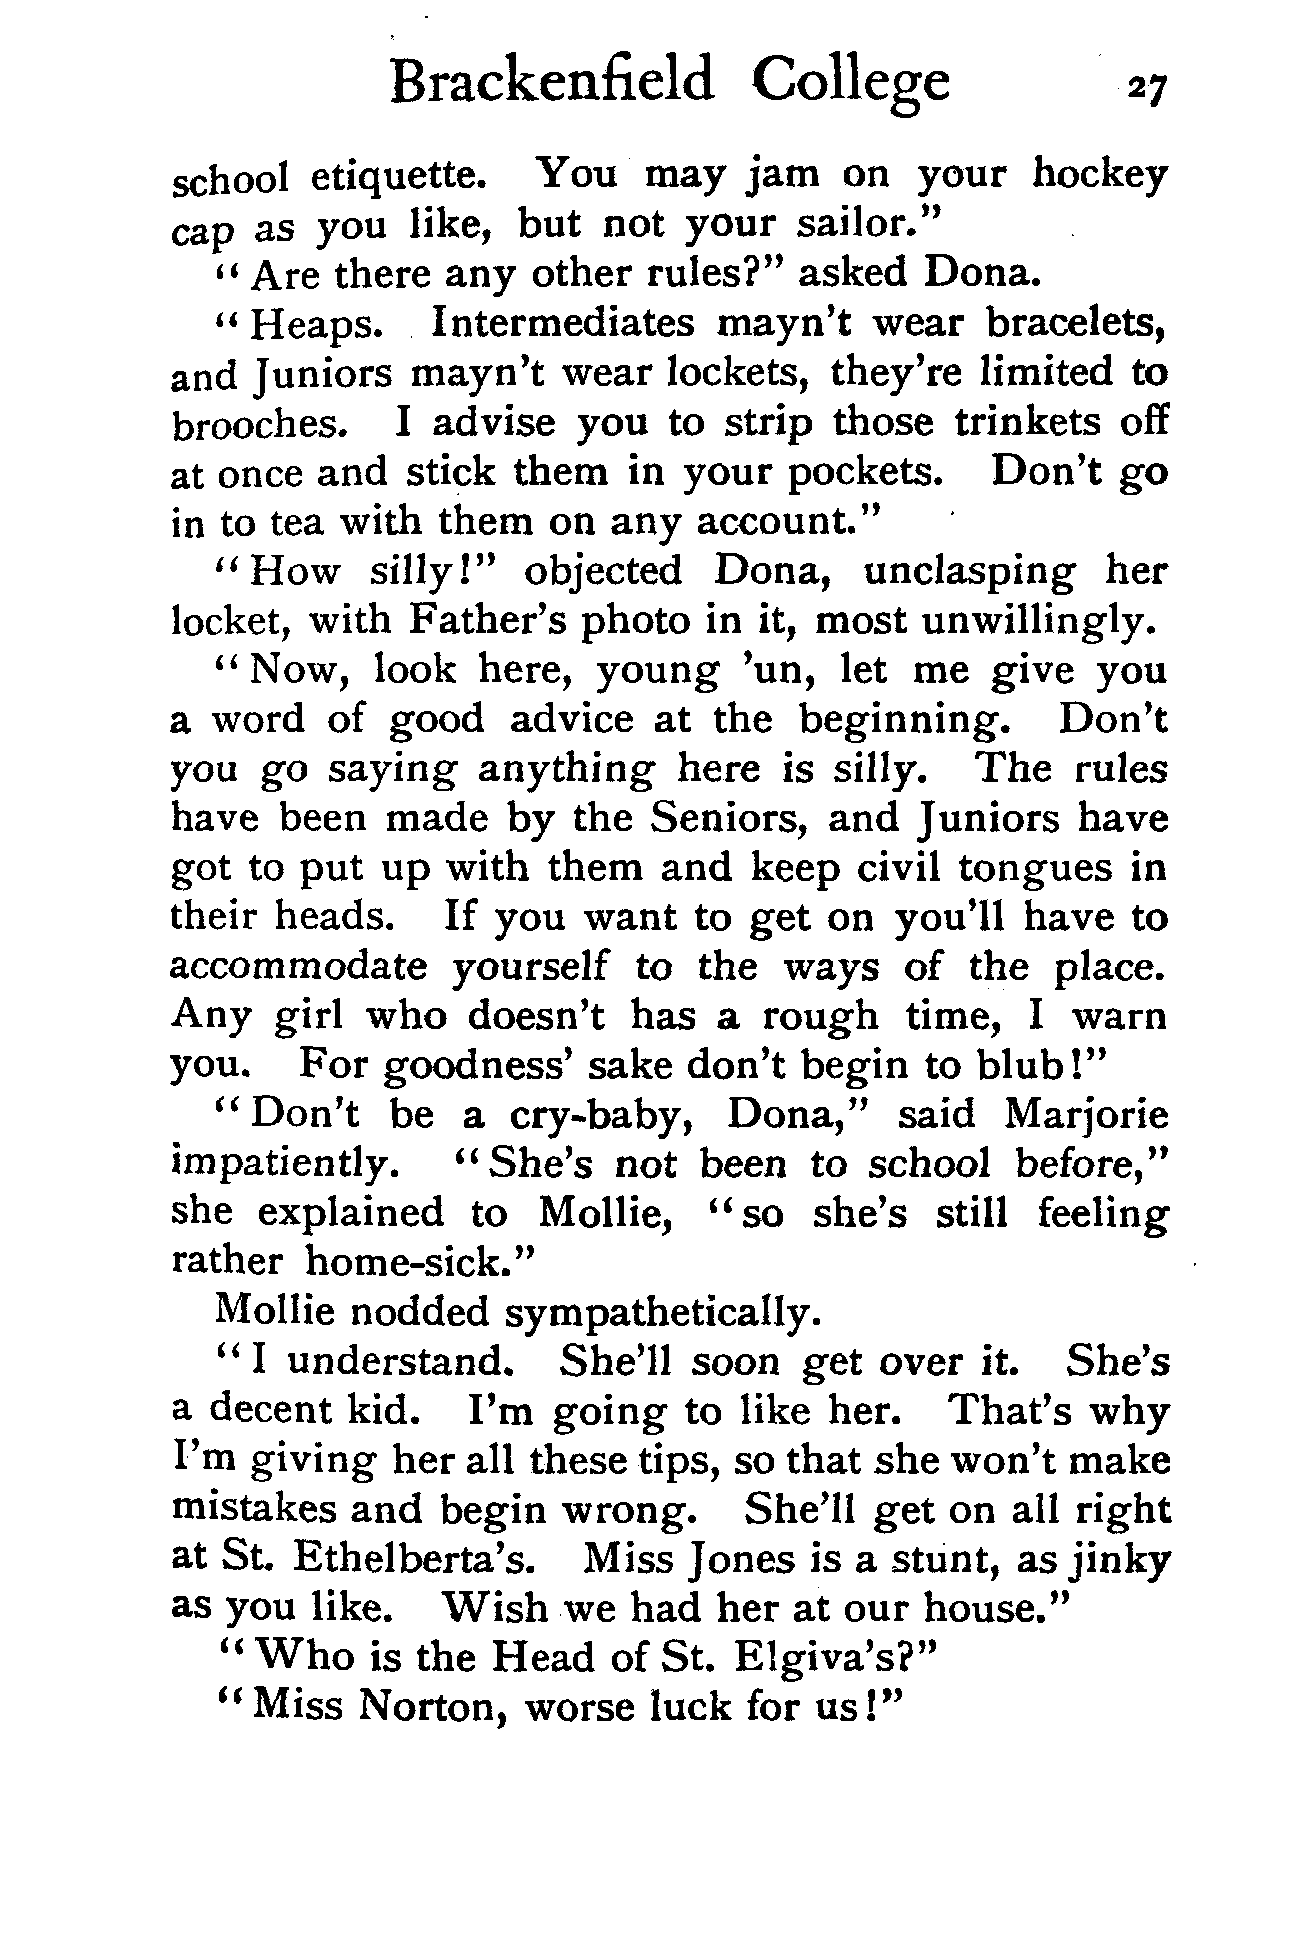 Brackenfield College 27
school etiquette. You may jam on your hockey
cap as you like, but not your sailor."
"Are there any other rules?" asked Dona.
"Heaps. Intermediates mayn't wear bracelets,
and Juniors mayn't wear lockets, they're limited to
brooches. I advise you to strip those trinkets off
at once and stick them in your pockets. Don't go
in to tea with them on any account."
"How silly!" objected Dona, unclasping her
locket, with Father's photo in it, most unwillingly.
"Now, look here, young 'un, let me give you
a word of good advice at the beginning. Don't
you go saying anything here is silly. The rules
have been made by the Seniors, and Juniors have
got to put up with them and keep civil tongues in
their heads. If you want to get on you'll have to
accommodate yourself to the ways of the place.
Any girl who doesn't has a rough time, I warn
you. For goodness' sake don't begin to blub!"
"Don't be a cry-baby, Dona," said Marjorie
impatiently. "She's not been to school before,"
she explained to Mollie, "so she's still feeling
rather home-sick."
Mollie nodded sympathetically.
"I understand. She'll soon get over it. She's
a decent kid. I'm going to like her. That's why
I'm giving her all these tips, so that she won't make
mistakes and begin wrong. She'll get on all right
at St. Ethelberta's. Miss Jones is a stunt, as jinky
as you like. Wish we had her at our house."
"Who is the Head of St. Elgiva's?"
"Miss Norton, worse luck for us!"